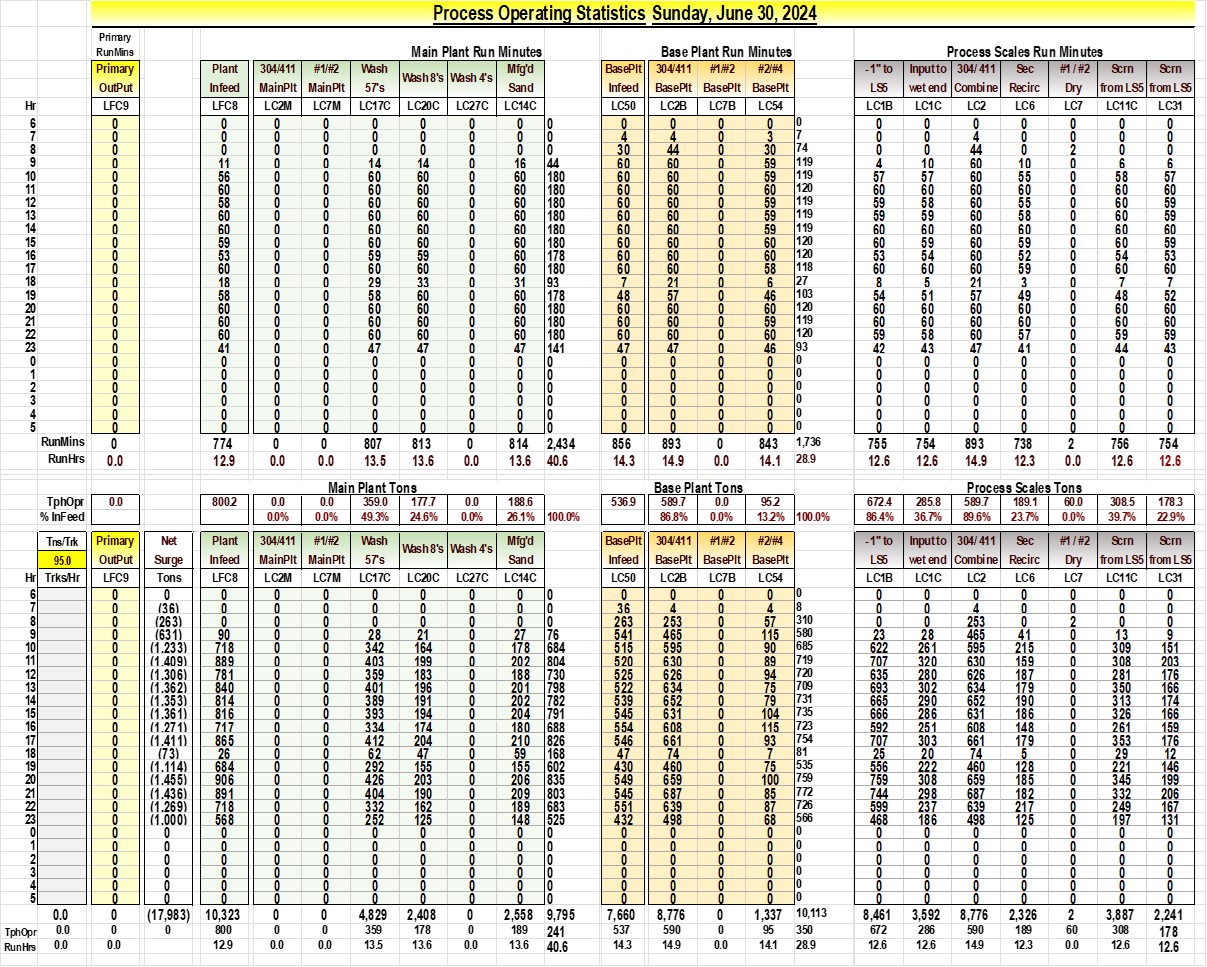 Process Operating Statistics Sunday, June 30, 2024
Primary
RunMins Main Plant Run Minutes Base Plant Run Minutes Process Scales Run Minutes
Primary Plant 304/411 #1/#2 Wash Wash 8's Wash 4's Mfg'd BasePlt 304/411 #1/#2 #2/#4 -1" to Input to 304/ 411 Sec #1 / #2 Scrn Scrn
OutPut Infeed MainPlt MainPlt 57's Sand Infeed BasePlt BasePlt BasePlt LS5 wet end Combine Recirc Dry from LS5 from LS5
Hr LFC9 LFC8 LC2M LC7M LC17C LC20C LC27C LC14C LC50 LC2B LC7B LC54 LC1B LC1C LC2 LC6 LC7 LC11C LC31
6 0 0 0 0 0 0 0 0 0 0 0 0 0 0 0 0 0 0 0 0 0
7 0 0 0 0 0 0 0 0 0 4 4 0 3 7 0 0 4 0 0 0 0
8 0 0 0 0 0 0 0 0 0 30 44 0 30 74 0 0 44 0 2 0 0
9 0 11 0 0 14 14 0 16 44 60 60 0 59 119 4 10 60 10 0 6 6
10 0 56 0 0 60 60 0 60 180 60 60 0 59 119 57 57 60 55 0 58 57
11 0 60 0 0 60 60 0 60 180 60 60 0 60 120 60 60 60 60 0 60 60
12 0 58 0 0 60 60 0 60 180 60 60 0 59 119 59 58 60 55 0 60 59
13 0 60 0 0 60 60 0 60 180 60 60 0 59 119 59 59 60 58 0 60 59
14 0 60 0 0 60 60 0 60 180 60 60 0 60 119 60 60 60 60 0 60 60
15 0 59 0 0 60 60 0 60 180 60 60 0 60 120 60 59 60 59 0 60 59
16 0 53 0 0 59 59 0 60 178 60 60 0 60 120 53 54 60 52 0 54 53
17 0 60 0 0 60 60 0 60 180 60 60 0 58 118 60 60 60 59 0 60 60
18 0 18 0 0 29 33 0 31 93 7 21 0 6 27 8 5 21 3 0 7 7
19 0 58 0 0 58 60 0 60 178 48 57 0 46 103 54 51 57 49 0 48 52
20 0 60 0 0 60 60 0 60 180 60 60 0 60 120 60 60 60 60 0 60 60
21 0 60 0 0 60 60 0 60 180 60 60 0 59 119 60 60 60 60 0 60 60
22 0 60 0 0 60 60 0 60 180 60 60 0 60 120 59 58 60 57 0 59 59
23 0 41 0 0 47 47 0 47 141 47 47 0 46 93 42 43 47 41 0 44 43
0 0 0 0 0 0 0 0 0 0 0 0 0 0 0 0 0 0 0 0 0 0
1 0 0 0 0 0 0 0 0 0 0 0 0 0 0 0 0 0 0 0 0 0
2 0 0 0 0 0 0 0 0 0 0 0 0 0 0 0 0 0 0 0 0 0
3 0 0 0 0 0 0 0 0 0 0 0 0 0 0 0 0 0 0 0 0 0
4 0 0 0 0 0 0 0 0 0 0 0 0 0 0 0 0 0 0 0 0 0
5 0 0 0 0 0 0 0 0 0 0 0 0 0 0 0 0 0 0 0 0 0
RunMins 0 774 0 0 807 813 0 814 2,434 856 893 0 843 1,736 755 754 893 738 2 756 754
RunHrs 0.0 12.9 0.0 0.0 13.5 13.6 0.0 13.6 40.6 14.3 14.9 0.0 14.1 28.9 12.6 12.6 14.9 12.3 0.0 12.6 12.6
Main Plant Tons Base Plant Tons Process Scales Tons
TphOpr 0.0 800.2 0.0 0.0 359.0 177.7 0.0 188.6 536.9 589.7 0.0 95.2 672.4 285.8 589.7 189.1 60.0 308.5 178.3
% InFeed 0.0% 0.0% 49.3% 24.6% 0.0% 26.1% 100.0% 86.8% 0.0% 13.2% 100.0% 86.4% 36.7% 89.6% 23.7% 0.0% 39.7% 22.9%
Tns/Trk Primary Net Plant 304/411 #1/#2 Wash Wash 8's Wash 4's Mfg'd BasePlt 304/411 #1/#2 #2/#4 -1" to Input to 304/ 411 Sec #1 / #2 Scrn Scrn
95.0 OutPut Surge Infeed MainPlt MainPlt 57's Sand Infeed BasePlt BasePlt BasePlt LS5 wet end Combine Recirc Dry from LS5 from LS5
Hr Trks/Hr LFC9 Tons LFC8 LC2M LC7M LC17C LC20C LC27C LC14C LC50 LC2B LC7B LC54 LC1B LC1C LC2 LC6 LC7 LC11C LC31
6 0 0 0 0 0 0 0 0 0 0 0 0 0 0 0 0 0 0 0 0 0 0
7 0 (36) 0 0 0 0 0 0 0 0 36 4 0 4 8 0 0 4 0 0 0 0
8 0 (263) 0 0 0 0 0 0 0 0 263 253 0 57 310 0 0 253 0 2 0 0
9 0 (631) 90 0 0 28 21 0 27 76 541 465 0 115 580 23 28 465 41 0 13 9
10 0 (1,233) 718 0 0 342 164 0 178 684 515 595 0 90 685 622 261 595 215 0 309 151
11 0 (1,409) 889 0 0 403 199 0 202 804 520 630 0 89 719 707 320 630 159 0 308 203
12 0 (1,306) 781 0 0 359 183 0 188 730 525 626 0 94 720 635 280 626 187 0 281 176
13 0 (1,362) 840 0 0 401 196 0 201 798 522 634 0 75 709 693 302 634 179 0 350 166
14 0 (1,353) 814 0 0 389 191 0 202 782 539 652 0 79 731 665 290 652 190 0 313 174
15 0 (1,361) 816 0 0 393 194 0 204 791 545 631 0 104 735 666 286 631 186 0 326 166
16 0 (1,271) 717 0 0 334 174 0 180 688 554 608 0 115 723 592 251 608 148 0 261 159
17 0 (1,411) 865 0 0 412 204 0 210 826 546 661 0 93 754 707 303 661 179 0 353 176
18 0 (73) 26 0 0 62 47 0 59 168 47 74 0 7 81 25 20 74 5 0 29 12
19 0 (1,114) 684 0 0 292 155 0 155 602 430 460 0 75 535 556 222 460 128 0 221 146
20 0 (1,455) 906 0 0 426 203 0 206 835 549 659 0 100 759 759 308 659 185 0 345 199
21 0 (1,436) 891 0 0 404 190 0 209 803 545 687 0 85 772 744 298 687 182 0 332 206
22 0 (1,269) 718 0 0 332 162 0 189 683 551 639 0 87 726 599 237 639 217 0 249 167
23 0 (1,000) 568 0 0 252 125 0 148 525 432 498 0 68 566 468 186 498 125 0 197 131
0 0 0 0 0 0 0 0 0 0 0 0 0 0 0 0 0 0 0 0 0 0 0
1 0 0 0 0 0 0 0 0 0 0 0 0 0 0 0 0 0 0 0 0 0 0
2 0 0 0 0 0 0 0 0 0 0 0 0 0 0 0 0 0 0 0 0 0 0
3 0 0 0 0 0 0 0 0 0 0 0 0 0 0 0 0 0 0 0 0 0 0
4 0 0 0 0 0 0 0 0 0 0 0 0 0 0 0 0 0 0 0 0 0 0
5 0 0 0 0 0 0 0 0 0 0 0 0 0 0 0 0 0 0 0 0 0 0
0.0 0 (17,983) 10,323 0 0 4,829 2,408 0 2,558 9,795 7,660 8,776 0 1,337 10,113 8,461 3,592 8,776 2,326 2 3,887 2,241
TphOpr 0.0 0 0 800 0 0 359 178 0 189 241 537 590 0 95 350 672 286 590 189 60 308 178
RunHrs 0.0 0.0 12.9 0.0 0.0 13.5 13.6 0.0 13.6 40.6 14.3 14.9 0.0 14.1 28.9 12.6 12.6 14.9 12.3 0.0 12.6 12.6